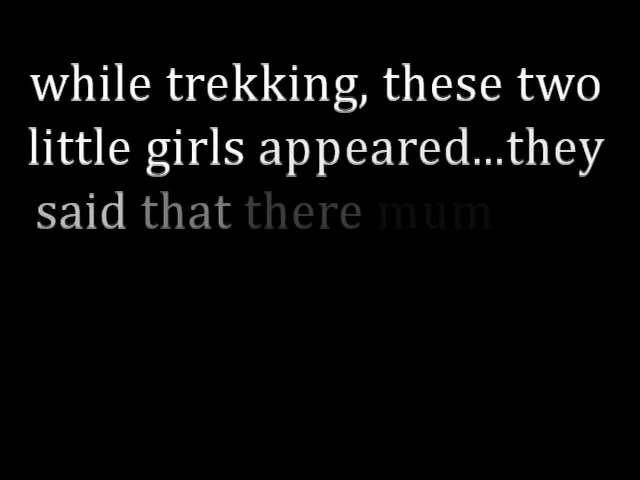 while trekking, these two
little girls appeared...they
said that there mum